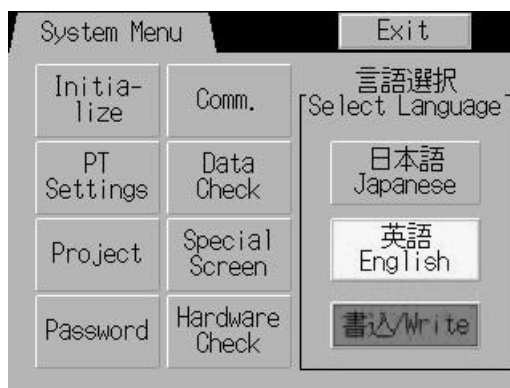 System Menu
Exit
Initia-
lize
Comm.
PT
Settings
Data
Check
Project
Special
Screen
Password
Hardware
Check
言語選択
Select Language
日本語
Japanese
英語
English
書込/Write